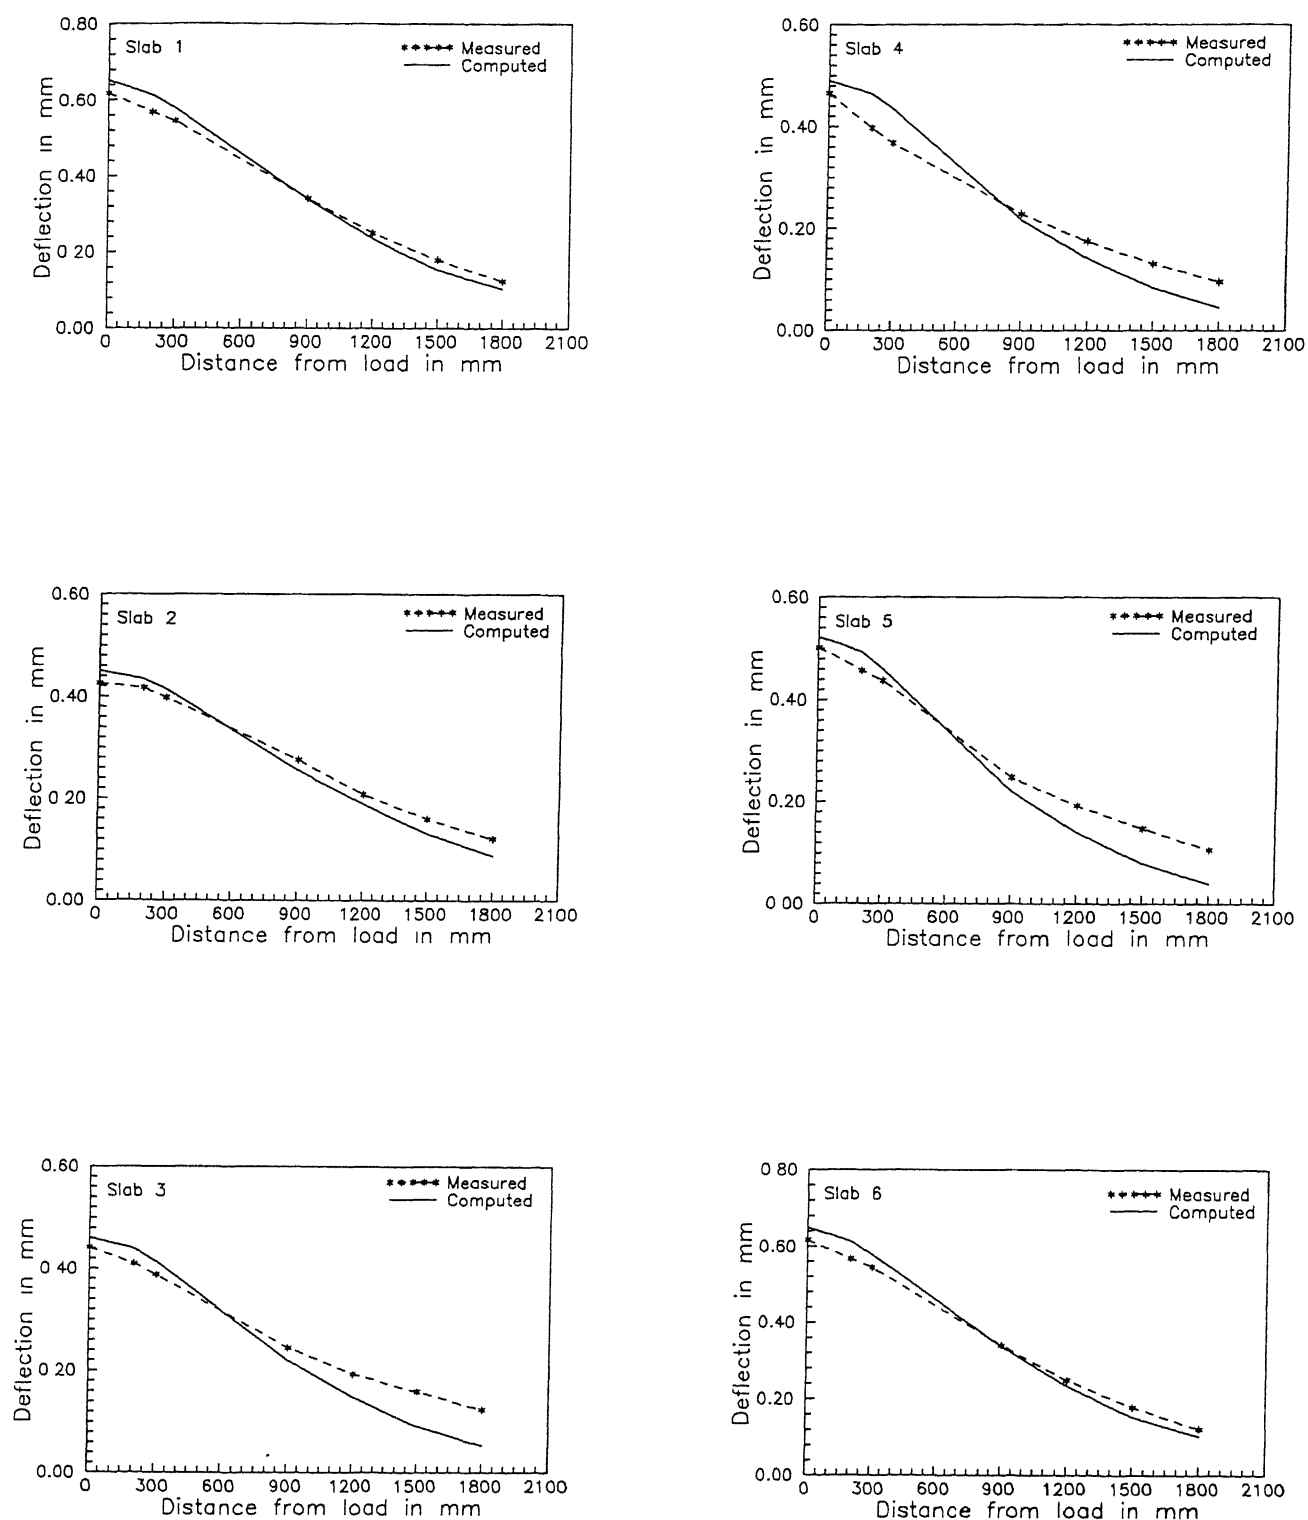 0.80
Slab 1
Measured
Computed
0.60
0.40
0 20
0.00
Deflection in mm
0 300 600 900 1200 1500 1800 2100
Distance from load in mm
0.60
Slab 4
Measured
Computed
0.40
0.20
0.00
Deflection in mm
0 300 600 900 1200 1500 1800 2100
Distance from load in mm
0.60
Slab 2
Measured
Computed
0.40
0 20
0.00
Deflection in mm
0 300 600 900 1200 1500 1800 2100
Distance from load in mm
0.60
Slab 5
Measured
Computed
0.40
0.20
0 00
Deflection in mm
0 300 600 900 1200 1500 1800 2100
Distance from load in mm
0 60
Slab 3
Measured
Computed
0 40
0 20
0.00
Deflection in mm
0 300 600 900 1200 1500 1800 2100
Distance from load in mm
0 80
Slab 6
Measured
Computed
0.60
0.40
0.20
0.00
Deflection in mm
0 300 600 900 1200 1500 1800 2100
Distance from load in mm